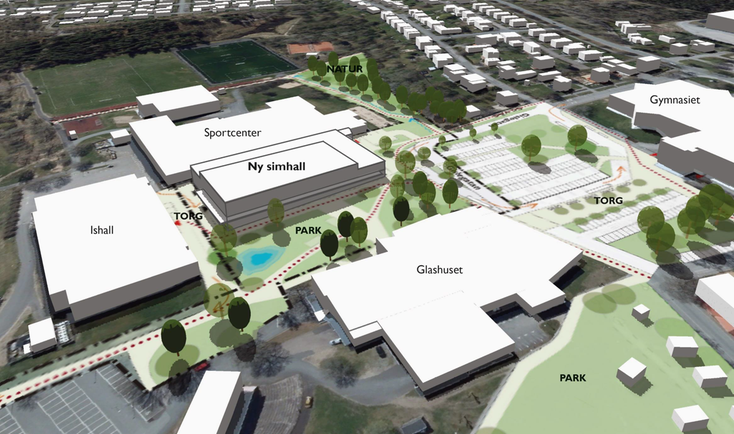 NATUR
Gymnasiet
Sportcenter
Ny simhall
TORG
TORG
Ishall
PARK
Glashuset
PARK